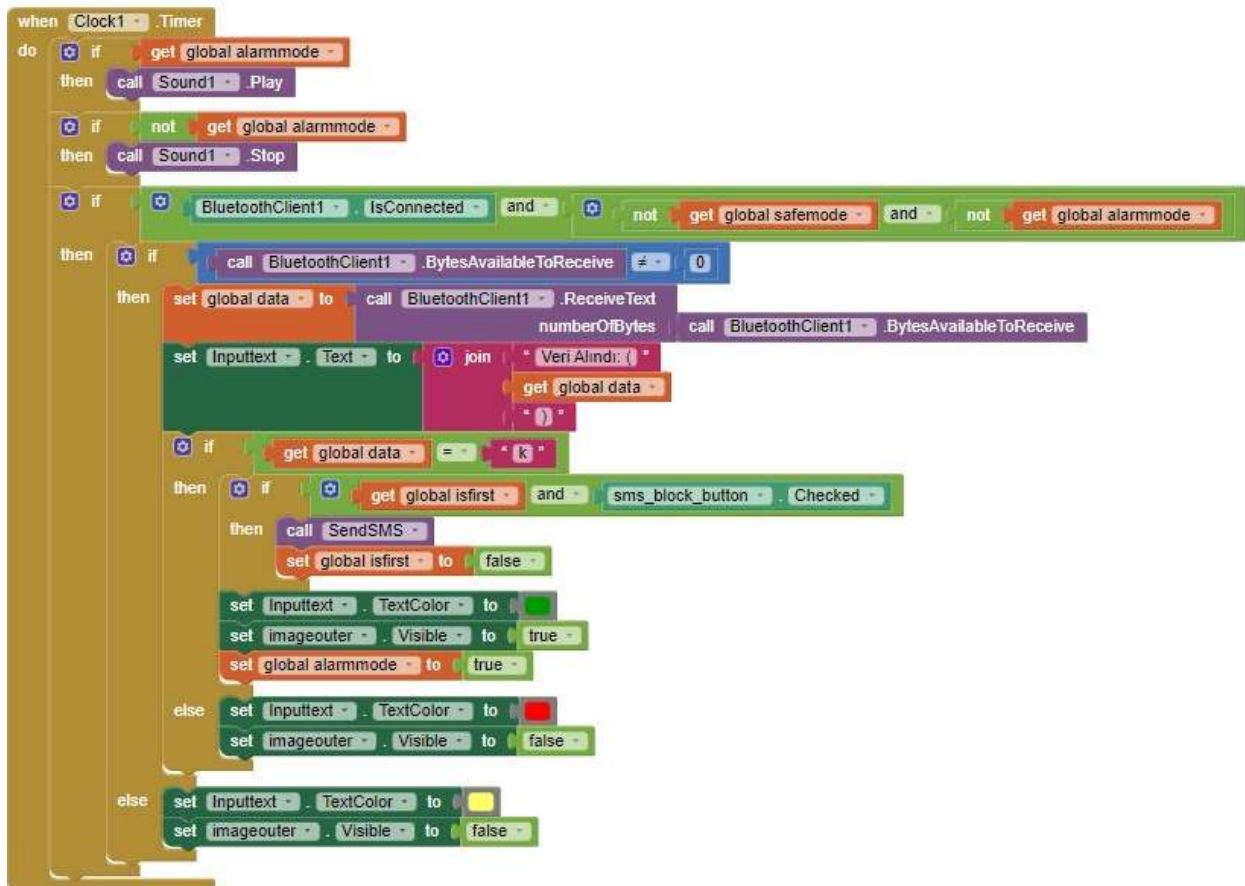 when Clock1 .Timer
do if get global alarmmode
then call Sound1 .Play
if not get global alarmmode
then call Sound1 .Stop
if BluetoothClient1 . IsConnected and not get global safemode and not get global alarmmode
then if call BluetoothClient1 .BytesAvailableToReceive ≠ 0
then set global data to call BluetoothClient1 .ReceiveText
numberOfBytes call BluetoothClient1 .BytesAvailableToReceive
set Inputtext . Text to join " Veri Alındı: ( "
get global data
" ) "
if get global data = " k "
then if get global isfirst and sms_block_button . Checked
then call SendSMS
set global isfirst to false
set Inputtext . TextColor to
set imageouter . Visible to true
set global alarmmode to true
else set Inputtext . TextColor to
set imageouter . Visible to false
else set Inputtext . TextColor to
set imageouter . Visible to false